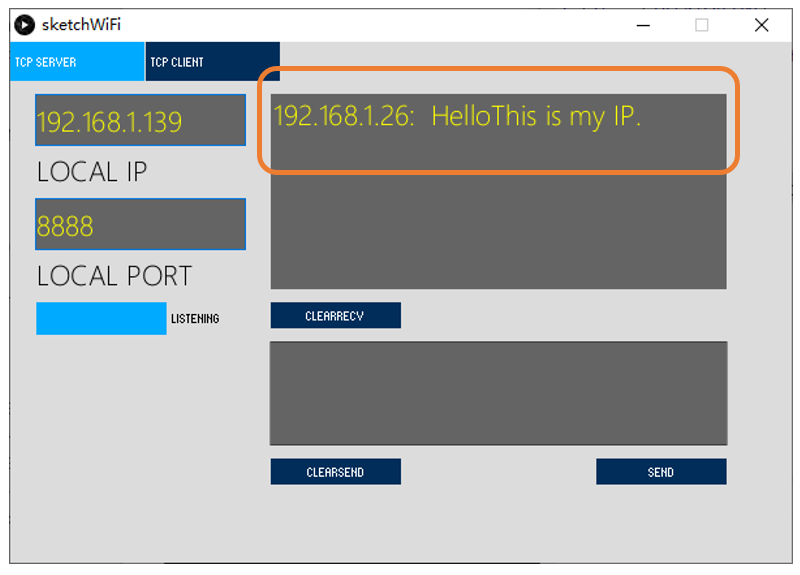 sketchWiFi
TCP SERVER
TCP CLIENT
192.168.1.139
LOCAL IP
8888
LOCAL PORT
LISTENING
192.168.1.26:  HelloThis is my IP.
CLEARRECV
CLEARSEND
SEND